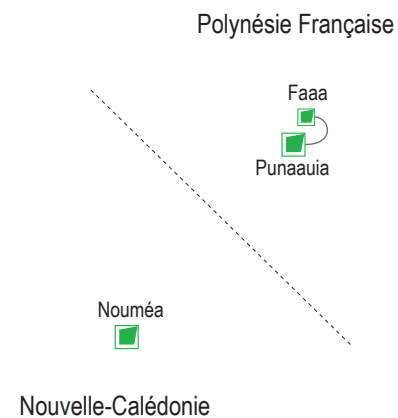 Polynésie Française
Faaa
Punaauia
Nouméa
Nouvelle-Calédonie